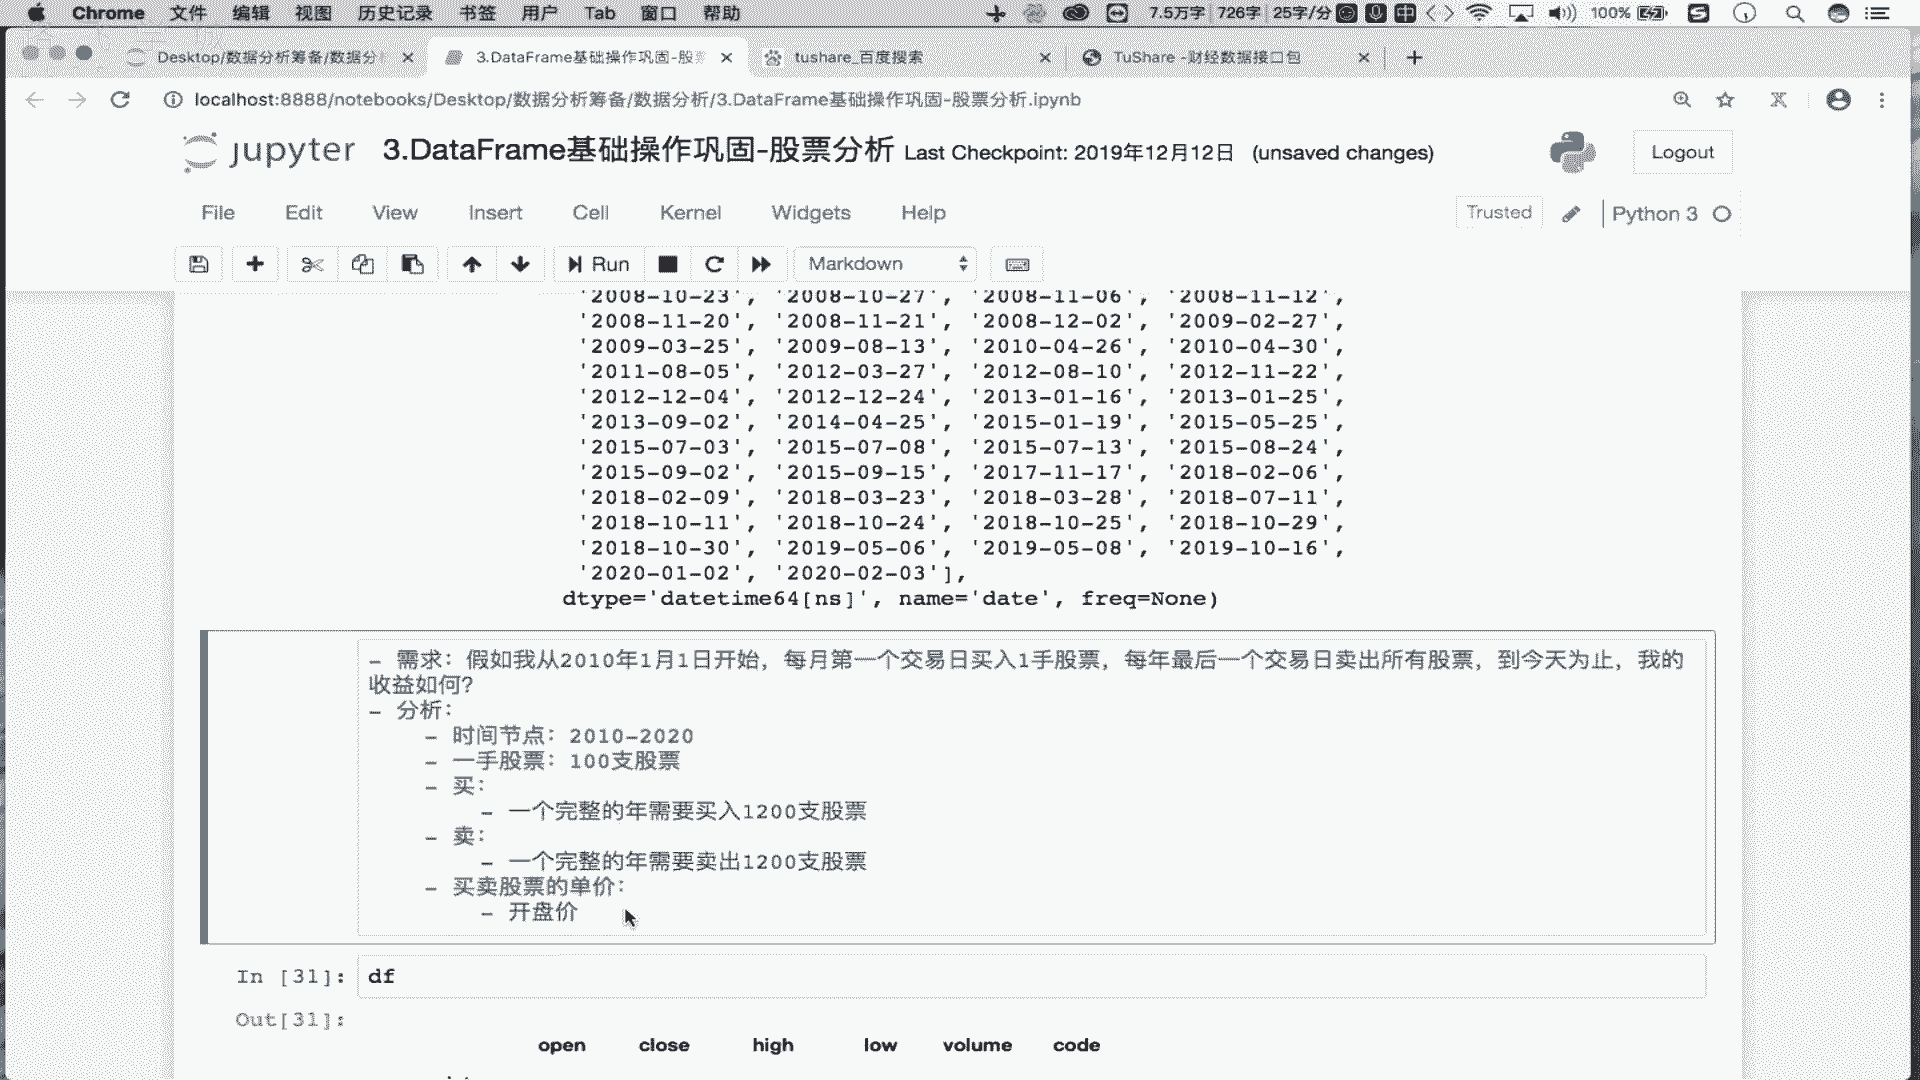 Chrome 文件 编辑 视图 历史记录 书签 用户 Tab 窗口 帮助 7.5万字 726字 25字/分 中 100%
Desktop/数据分析筹备/数据分 3.DataFrame基础操作巩固-股 tushare_百度搜索 TuShare -财经数据接口包
localhost:8888/notebooks/Desktop/数据分析筹备/数据分析/3.DataFrame基础操作巩固-股票分析.ipynb
jupyter 3.DataFrame基础操作巩固-股票分析 Last Checkpoint: 2019年12月12日 (unsaved changes) Logout
File Edit View Insert Cell Kernel Widgets Help Trusted Python 3
Run Markdown
'2008-10-23', '2008-10-27', '2008-11-06', '2008-11-12',
'2008-11-20', '2008-11-21', '2008-12-02', '2009-02-27',
'2009-03-25', '2009-08-13', '2010-04-26', '2010-04-30',
'2011-08-05', '2012-03-27', '2012-08-10', '2012-11-22',
'2012-12-04', '2012-12-24', '2013-01-16', '2013-01-25',
'2013-09-02', '2014-04-25', '2015-01-19', '2015-05-25',
'2015-07-03', '2015-07-08', '2015-07-13', '2015-08-24',
'2015-09-02', '2015-09-15', '2017-11-17', '2018-02-06',
'2018-02-09', '2018-03-23', '2018-03-28', '2018-07-11',
'2018-10-11', '2018-10-24', '2018-10-25', '2018-10-29',
'2018-10-30', '2019-05-06', '2019-05-08', '2019-10-16',
'2020-01-02', '2020-02-03'],
dtype='datetime64[ns]', name='date', freq=None)
- 需求：假如我从2010年1月1日开始，每月第一个交易日买入1手股票，每年最后一个交易日卖出所有股票，到今天为止，我的
收益如何？
- 分析：
- 时间节点：2010-2020
- 一手股票：100支股票
- 买：
- 一个完整的年需要买入1200支股票
- 卖：
- 一个完整的年需要卖出1200支股票
- 买卖股票的单价：
- 开盘价
In [31]: df
Out[31]:
open close high low volume code